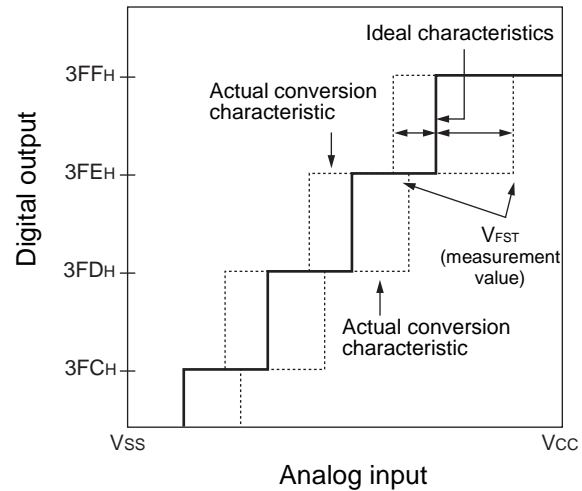 Ideal characteristics
3FFH
Actual conversion
characteristic
3FEH
Digital output
VFST
(measurement
value)
3FDH
Actual conversion
characteristic
3FCH
VSS
VCC
Analog input